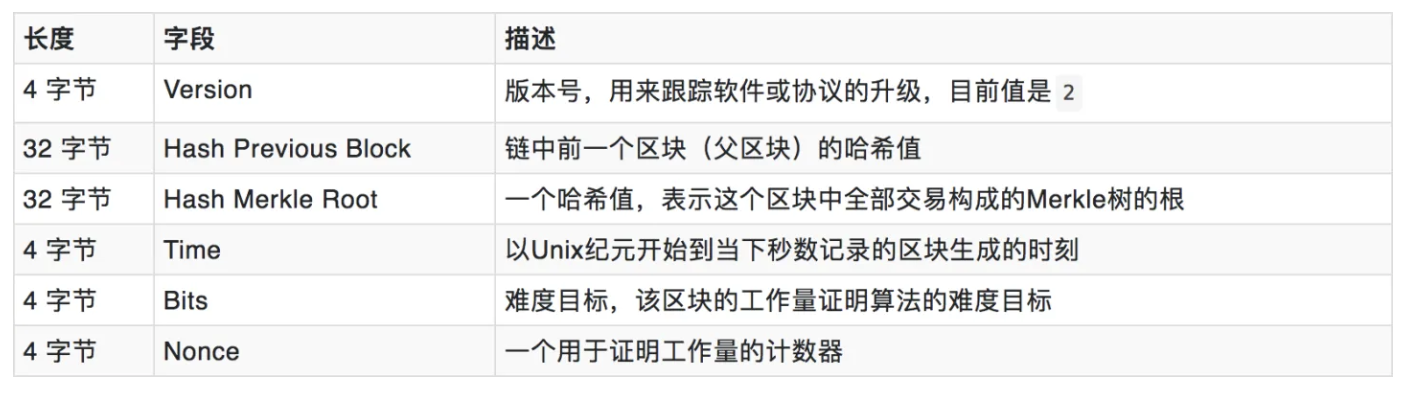 长度 字段 描述
4 字节 Version 版本号，用来跟踪软件或协议的升级，目前值是 2
32 字节 Hash Previous Block 链中前一个区块（父区块）的哈希值
32 字节 Hash Merkle Root 一个哈希值，表示这个区块中全部交易构成的Merkle树的根
4 字节 Time 以Unix纪元开始到当下秒数记录的区块生成的时刻
4 字节 Bits 难度目标，该区块的工作量证明算法的难度目标
4 字节 Nonce 一个用于证明工作量的计数器